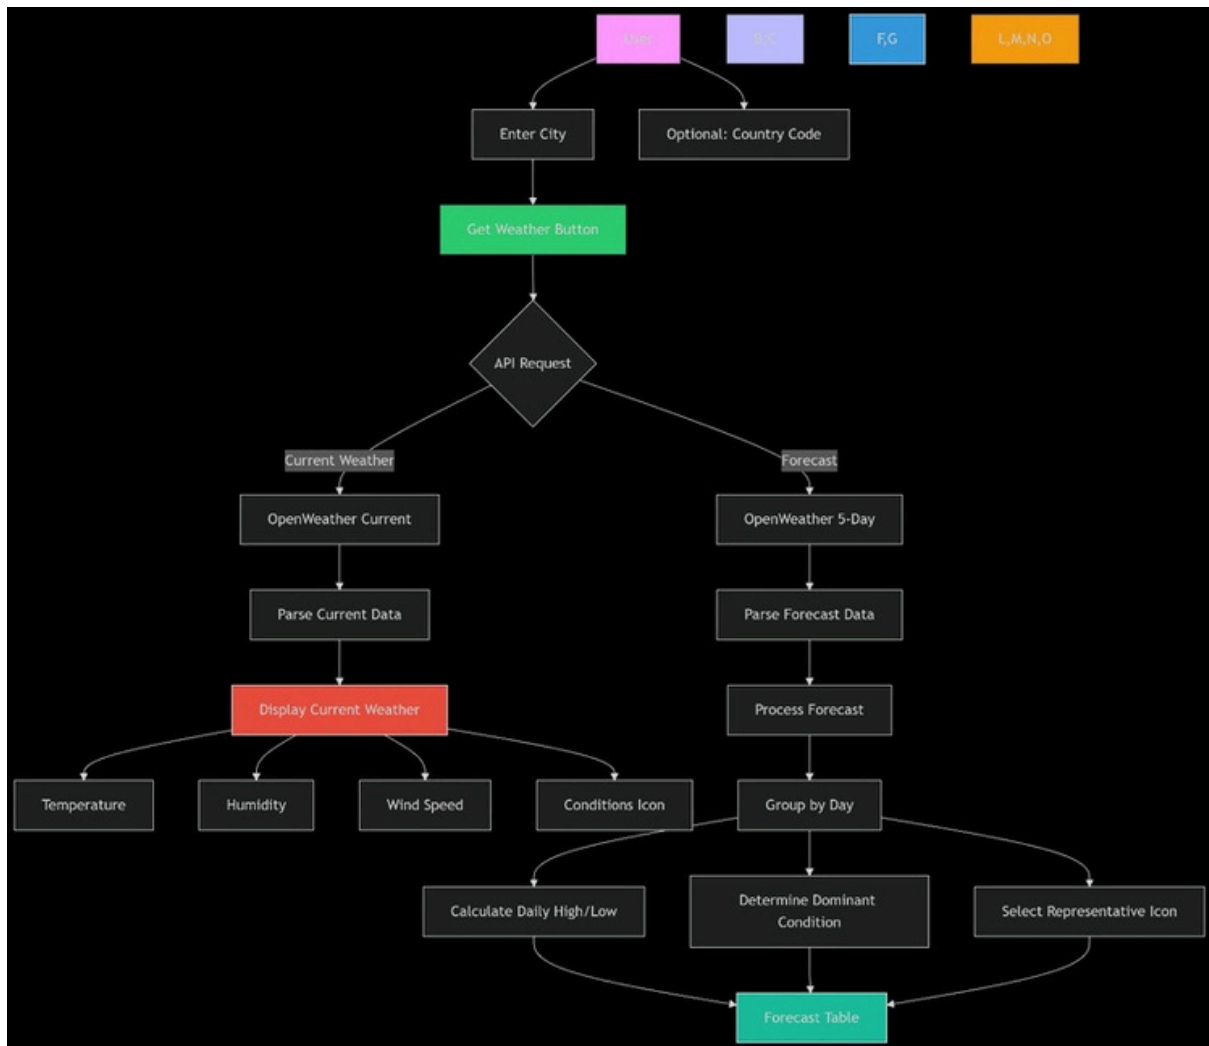 User
B,C
F,G
L,M,N,O
Enter City
Optional: Country Code
Get Weather Button
API Request
Current Weather
Forecast
OpenWeather Current
OpenWeather 5-Day
Parse Current Data
Parse Forecast Data
Display Current Weather
Process Forecast
Temperature
Humidity
Wind Speed
Conditions Icon
Group by Day
Calculate Daily High/Low
Determine Dominant
Condition
Select Representative Icon
Forecast Table